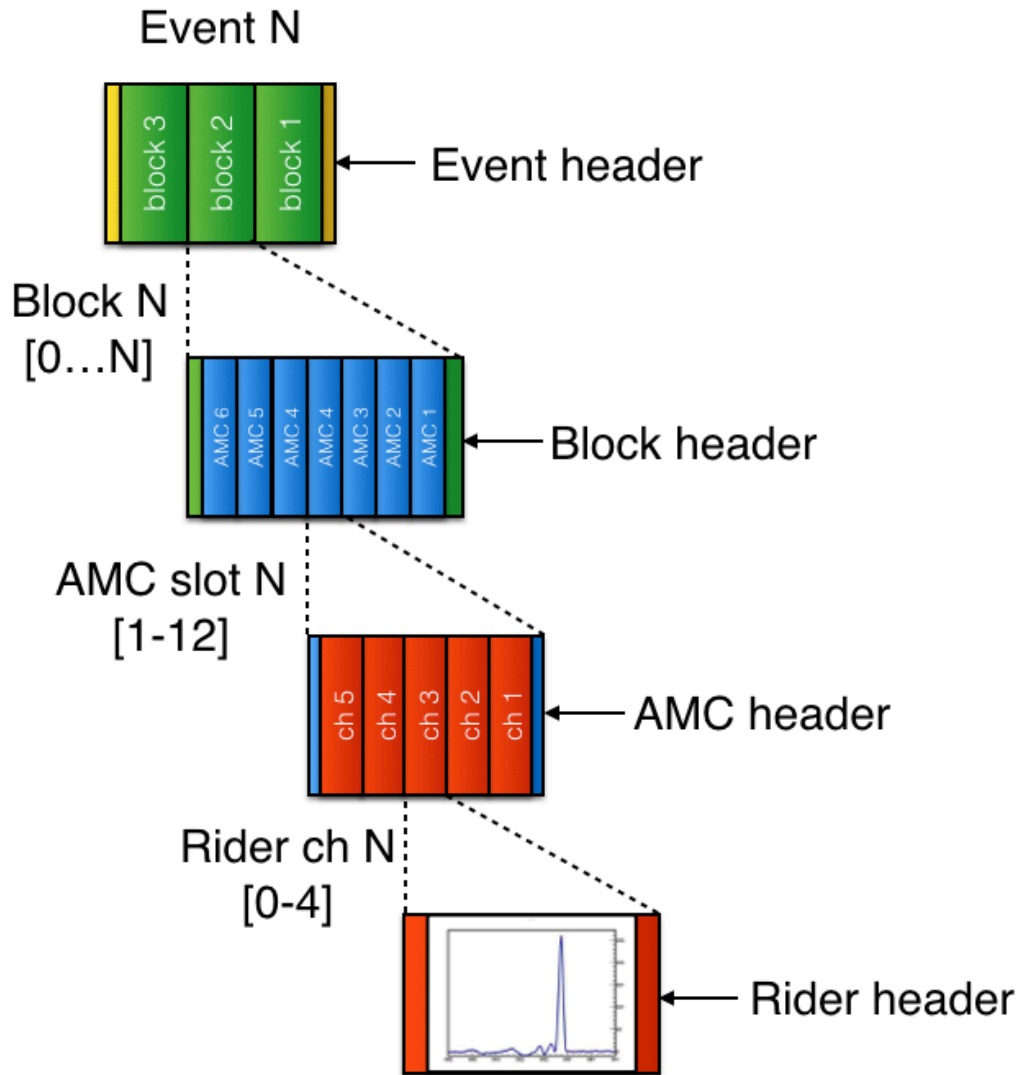 Event N
block 3
block 2
block 1
Event header
Block N
[0...N]
AMC 6
AMC 5
AMC 4
AMC 4
AMC 3
AMC 2
AMC 1
Block header
AMC slot N
[1-12]
ch 5
ch 4
ch 3
ch 2
ch 1
AMC header
Rider ch N
[0-4]
Rider header